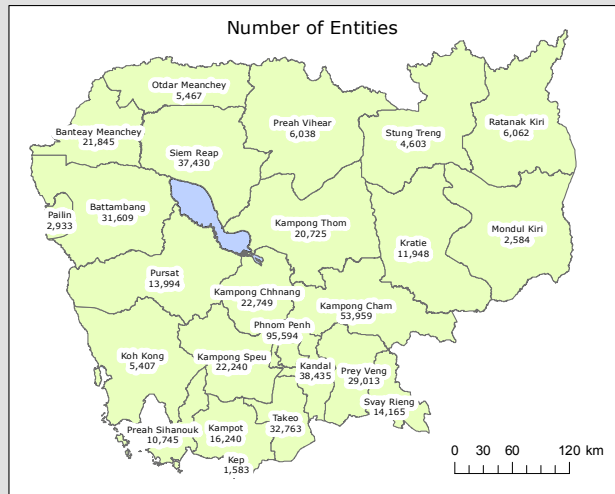 Number of Entities
Otdar Meanchey
5,467
Banteay Meanchey
21,845
Siem Reap
37,430
Preah Vihear
6,038
Stung Treng
4,603
Ratanak Kiri
6,062
Pailin
2,933
Battambang
31,609
Kampong Thom
20,725
Kratie
11,948
Mondul Kiri
2,584
Pursat
13,994
Kampong Chhnang
22,749
Kampong Cham
53,959
Phnom Penh
95,594
Koh Kong
5,407
Kampong Speu
22,240
Kandal
38,435
Prey Veng
29,013
Svay Rieng
14,165
Preah Sihanouk
10,745
Kampot
16,240
Takeo
32,763
Kep
1,583
0 30 60 120 km